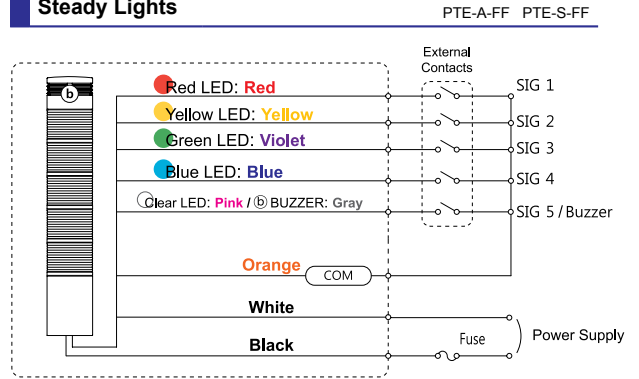 Steady Lights
PTE-A-FF PTE-S-FF
External
Contacts
b
Red LED: Red
SIG 1
Yellow LED: Yellow
SIG 2
Green LED: Violet
SIG 3
Blue LED: Blue
SIG 4
Clear LED: Pink / ⓑ BUZZER: Gray
SIG 5 / Buzzer
Orange
COM
White
Black
Fuse
Power Supply